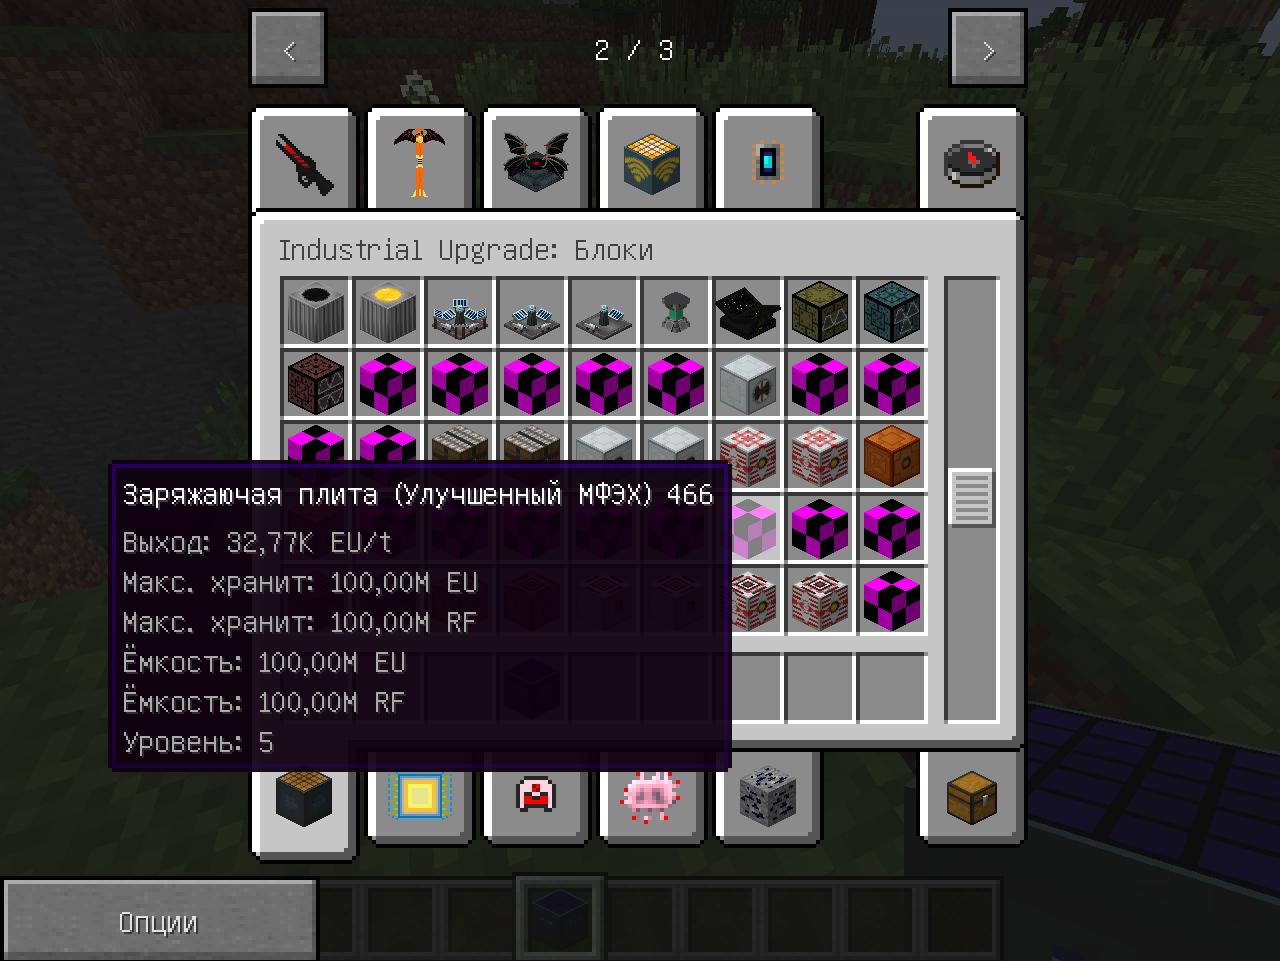 <
2 / 3
>
Industrial Upgrade: Блоки
Заряжаючая плита (Улучшенный МФЭХ) 466
Выход: 32,77K EU/t
Макс. хранит: 100,00M EU
Макс. хранит: 100,00M RF
Ёмкость: 100,00M EU
Ёмкость: 100,00M RF
Уровень: 5
Опции